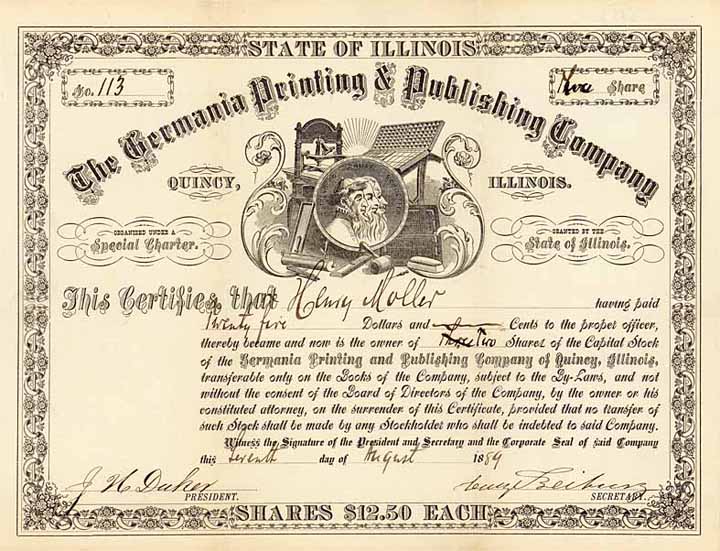 STATE OF ILLINOIS
No. 113
Two Share
The Germania Printing & Publishing Company
QUINCY, ILLINOIS.
ORGANIZED UNDER A
Special Charter.
GRANTED BY THE
State of Illinois.
This Certifies that Henry Moller having paid
Twenty five Dollars and — Cents to the proper officer,
thereby became and now is the owner of Two Shares of the Capital Stock
of the Germania Printing and Publishing Company of Quincy, Illinois,
transferable only on the Books of the Company, subject to the By-Laws, and not
without the consent of the Board of Directors of the Company, by the owner or his
constituted attorney, on the surrender of this Certificate, provided that no transfer of
such Stock shall be made by any Stockholder who shall be indebted to said Company.
Witness the Signature of the President and Secretary and the Corporate Seal of said Company
this Seventh day of August 1889
J H Duker
PRESIDENT.
SECRETARY.
SHARES $12.50 EACH